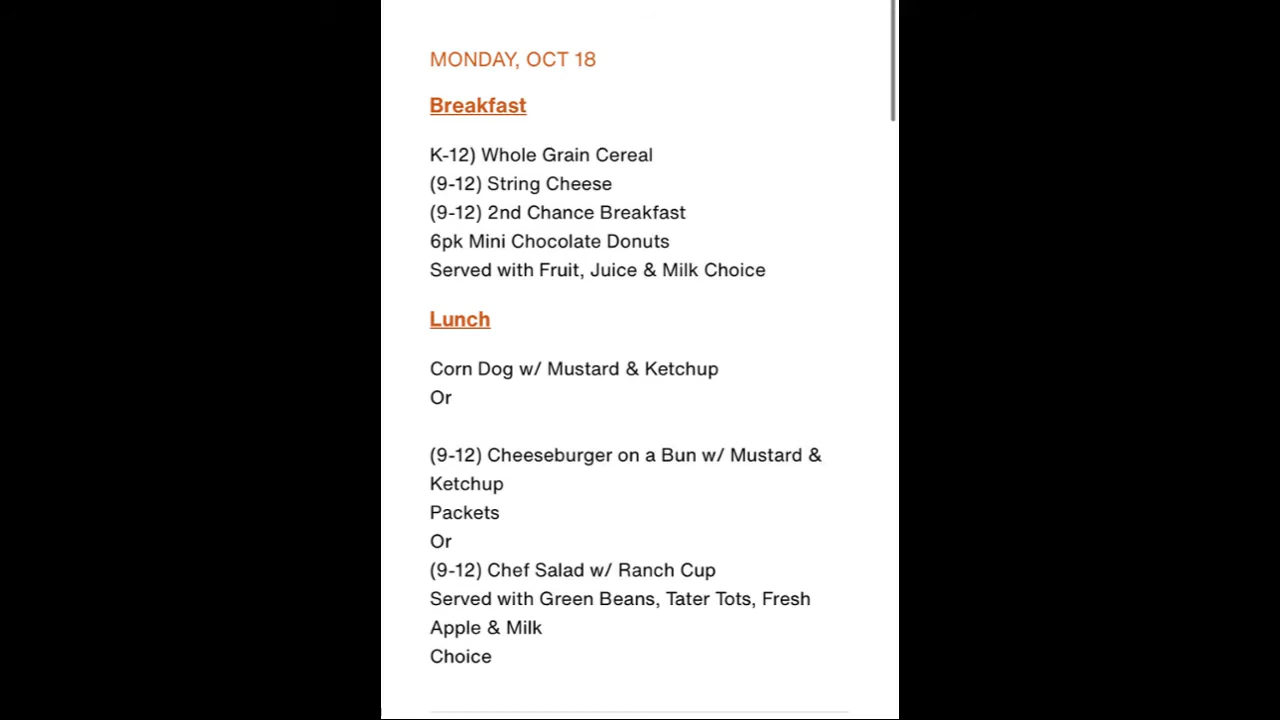 MONDAY, OCT 18
Breakfast
K-12) Whole Grain Cereal
(9-12) String Cheese
(9-12) 2nd Chance Breakfast
6pk Mini Chocolate Donuts
Served with Fruit, Juice & Milk Choice
Lunch
Corn Dog w/ Mustard & Ketchup
Or
(9-12) Cheeseburger on a Bun w/ Mustard &
Ketchup
Packets
Or
(9-12) Chef Salad w/ Ranch Cup
Served with Green Beans, Tater Tots, Fresh
Apple & Milk
Choice